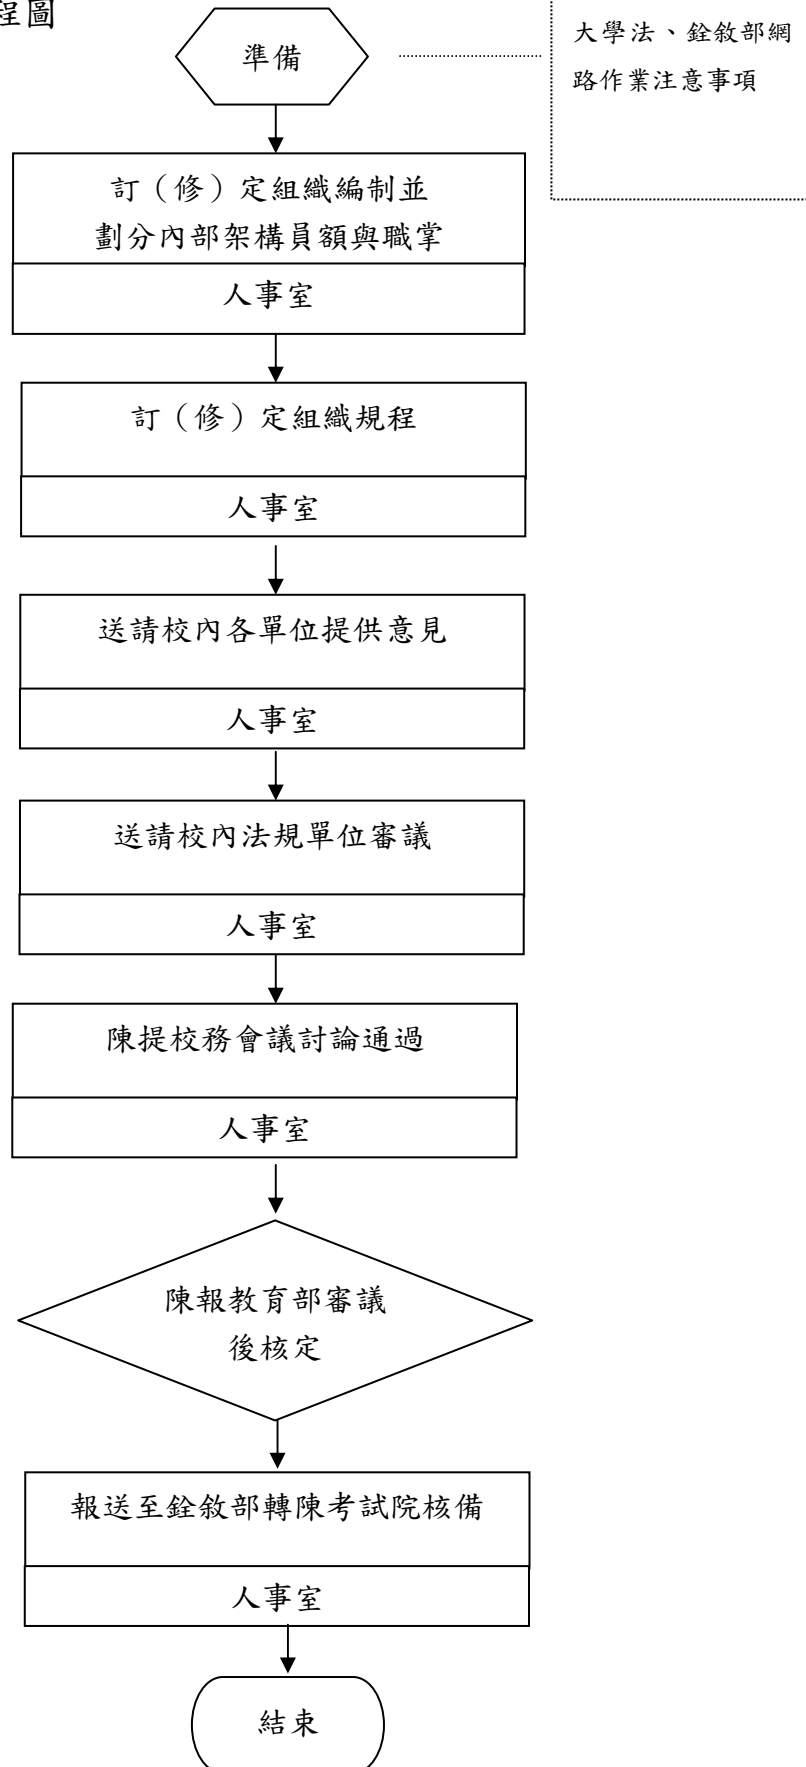 程圖
準備
大學法、銓敘部網
路作業注意事項
訂（修）定組織編制並
劃分內部架構員額與職掌
人事室
訂（修）定組織規程
人事室
送請校內各單位提供意見
人事室
送請校內法規單位審議
人事室
陳提校務會議討論通過
人事室
陳報教育部審議
後核定
報送至銓敘部轉陳考試院核備
人事室
結束